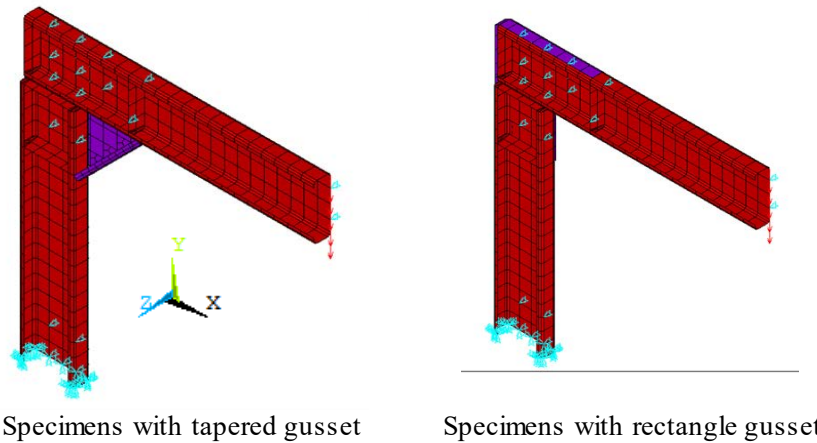 Y
Z
X
Specimens with tapered gusset
Specimens with rectangle gusset